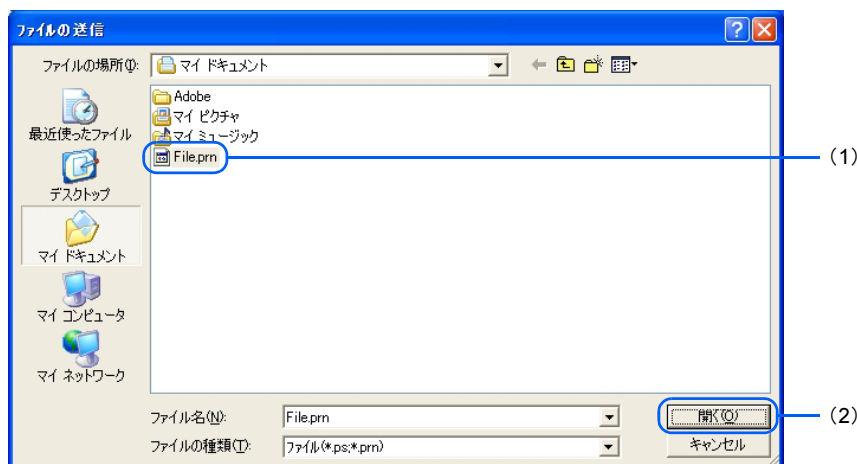 ファイルの送信
ファイルの場所(I):
マイ ドキュメント
最近使ったファイル
デスクトップ
マイ ドキュメント
マイ コンピュータ
マイ ネットワーク
Adobe
マイ ピクチャ
マイ ミュージック
File.prn
(1)
ファイル名(N):
File.prn
開く(O)
(2)
ファイルの種類(T):
ファイル(*.ps;*.prn)
キャンセル